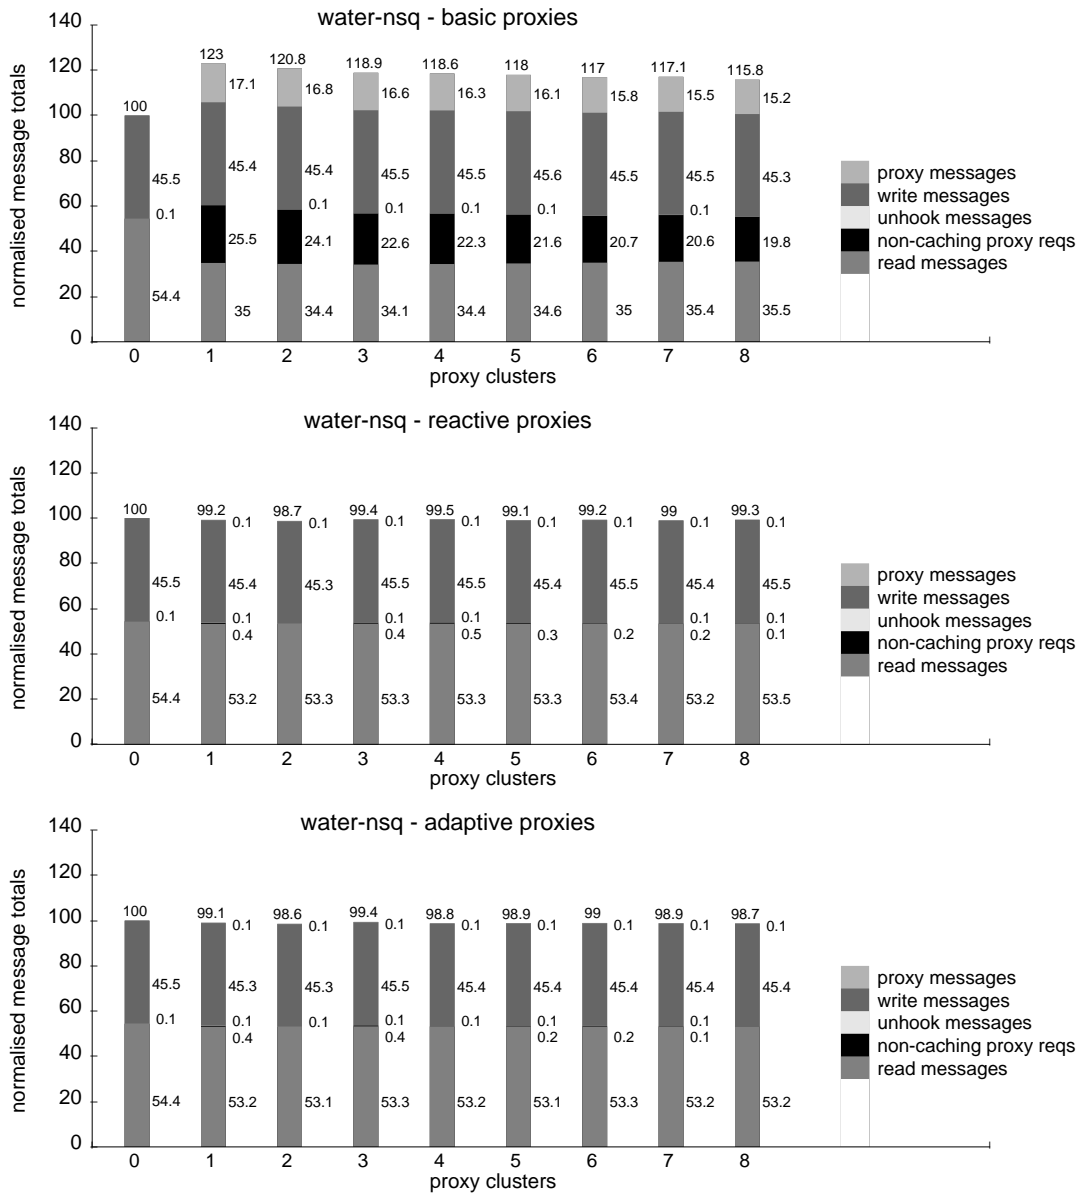 water-nsq - basic proxies
normalised message totals
140
120
100
80
60
40
20
0
100 123 120.8 118.9 118.6 118 117 117.1 115.8
17.1 16.8 16.6 16.3 16.1 15.8 15.5 15.2
45.5 45.4 45.4 45.5 45.5 45.6 45.5 45.5 45.3
0.1 0.1 0.1 0.1 0.1 0.1
25.5 24.1 22.6 22.3 21.6 20.7 20.6 19.8
54.4 35 34.4 34.1 34.4 34.6 35 35.4 35.5
0 1 2 3 4 5 6 7 8
proxy clusters
proxy messages
write messages
unhook messages
non-caching proxy reqs
read messages
water-nsq - reactive proxies
normalised message totals
140
120
100
80
60
40
20
0
100 99.2 98.7 99.4 99.5 99.1 99.2 99 99.3
0.1 0.1 0.1 0.1 0.1 0.1 0.1 0.1
45.5 45.4 45.3 45.5 45.5 45.4 45.5 45.4 45.5
0.1 0.1 0.1 0.1 0.1 0.1
0.4 0.4 0.5 0.3 0.2 0.2 0.1
54.4 53.2 53.3 53.3 53.3 53.3 53.4 53.2 53.5
0 1 2 3 4 5 6 7 8
proxy clusters
proxy messages
write messages
unhook messages
non-caching proxy reqs
read messages
water-nsq - adaptive proxies
normalised message totals
140
120
100
80
60
40
20
0
100 99.1 98.6 99.4 98.8 98.9 99 98.9 98.7
0.1 0.1 0.1 0.1 0.1 0.1 0.1 0.1
45.5 45.3 45.3 45.5 45.4 45.4 45.4 45.4 45.4
0.1 0.1 0.1 0.1 0.1 0.1 0.1
0.4 0.4 0.2 0.2 0.1
54.4 53.2 53.1 53.3 53.2 53.1 53.3 53.2 53.2
0 1 2 3 4 5 6 7 8
proxy clusters
proxy messages
write messages
unhook messages
non-caching proxy reqs
read messages